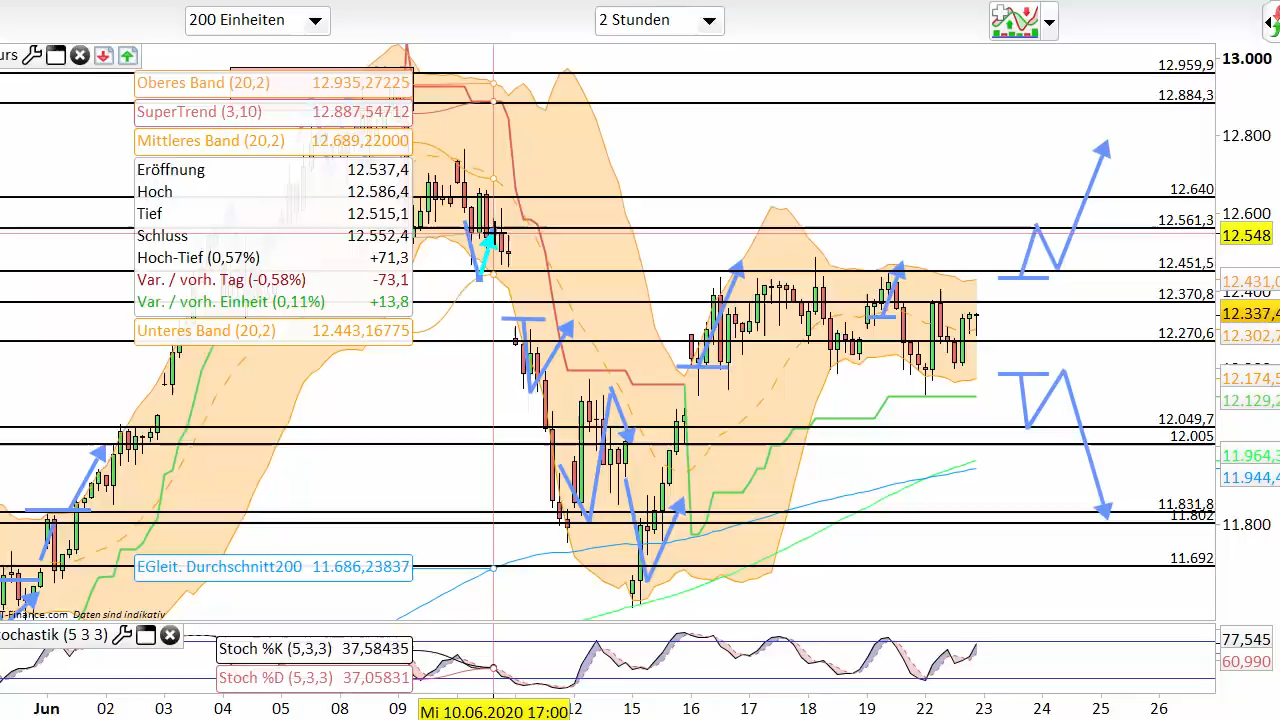 200 Einheiten
2 Stunden
urs
Oberes Band (20,2) 12.935,27225
SuperTrend (3,10) 12.887,54712
Mittleres Band (20,2) 12.689,22000
Eröffnung 12.537,4
Hoch 12.586,4
Tief 12.515,1
Schluss 12.552,4
Hoch-Tief (0,57%) +71,3
Var. / vorh. Tag (-0,58%) -73,1
Var. / vorh. Einheit (0,11%) +13,8
Unteres Band (20,2) 12.443,16775
EGleit. Durchschnitt200 11.686,23837
12.959,9
12.884,3
12.640
12.561,3
12.451,5
12.370,8
12.270,6
12.049,7
12.005
11.831,8
11.802
11.692
13.000
12.800
12.600
12.548
12.431,0
12.400
12.337,4
12.302,7
12.174,5
12.129,2
11.964,3
11.944,4
11.800
T-Finance.com Daten sind indikativ
ochastik (5 3 3)
Stoch %K (5,3,3) 37,58435
Stoch %D (5,3,3) 37,05831
77,545
60,990
Jun 02 03 04 05 08 09 Mi 10.06.2020 17:00 12 15 16 17 18 19 22 23 24 25 26